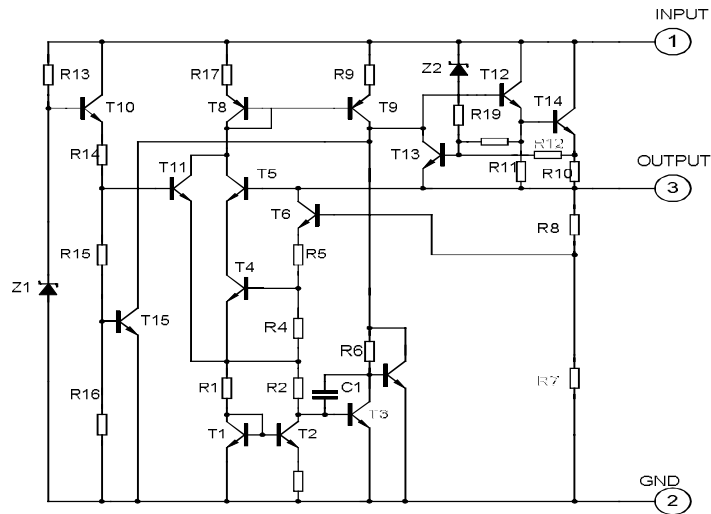 INPUT
1
R13
R17
R9
Z2
T12
T10
T8
T9
T14
R19
R14
T13
R12
OUTPUT
T11
T5
R11
R10
3
T6
R8
R15
R5
T4
Z1
T15
R4
R6
R16
R1
R2
C1
R7
T3
T1
T2
GND
2